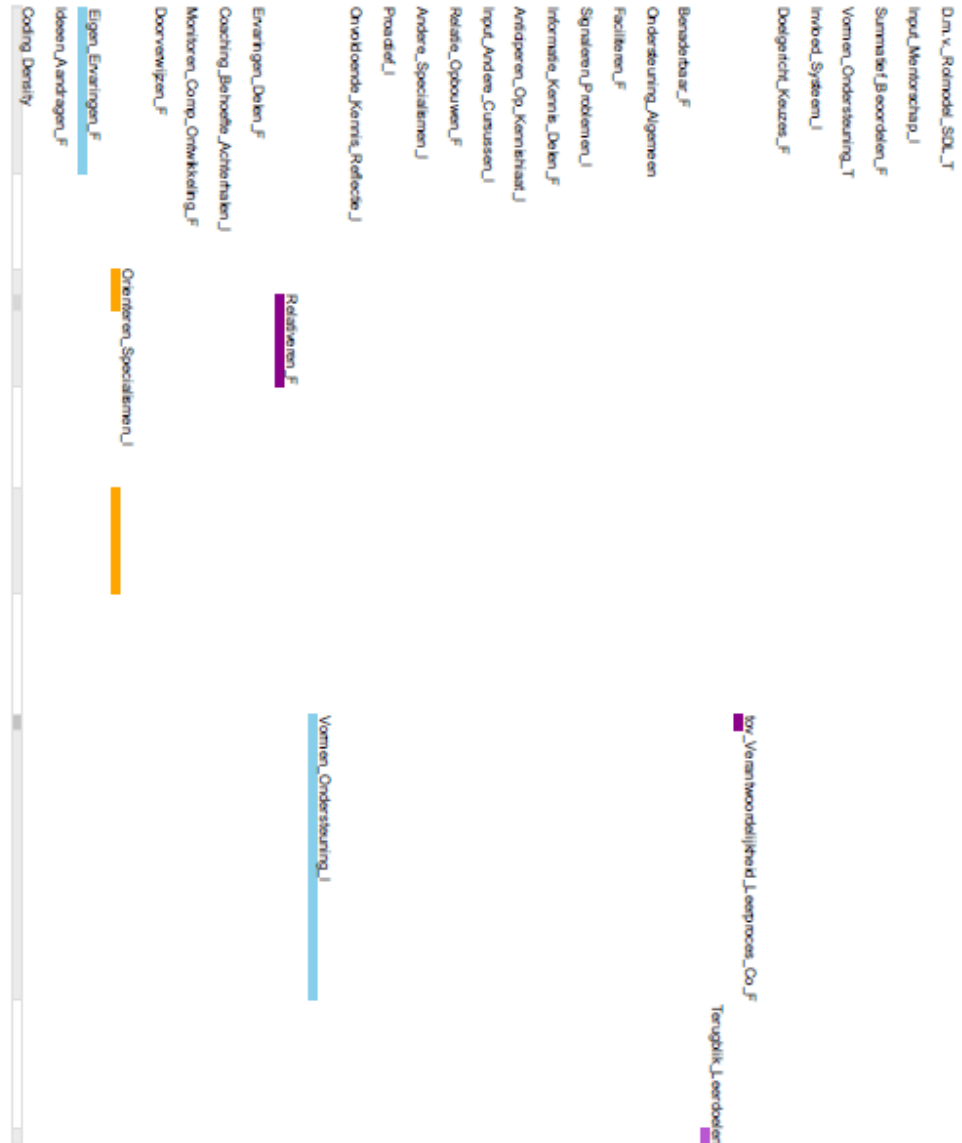 D.m.v._Rolmodel_SDL_T
Input_Mentorschap_I
Summatief_Beoordelen_F
Vormen_Ondersteuning_T
Invloed_Systeem_I
Doelgericht_Keuzes_F
tov_Verantwoordelijkheid_Leerproces_Co_F
Terugblik_Leerdoelen
Benaderbaar_F
Ondersteuning_Algemeen
Faciliteren_F
Signaleren_Problemen_I
Informatie_Kennis_Delen_F
Anticiperen_Op_Kennishiaat_I
Input_Andere_Cursussen_I
Relatie_Opbouwen_F
Andere_Specialismen_I
Proactief_I
Onvoldoende_Kennis_Reflectie_I
Vormen_Ondersteuning_I
Relativeren_F
Ervaringen_Delen_F
Coaching_Behoefte_Achterhalen_I
Monitoren_Comp_Ontwikkeling_F
Doorverwijzen_F
Orienteren_Specialismen_I
Eigen_Ervaringen_F
Ideeen_Aandragen_F
Coding Density